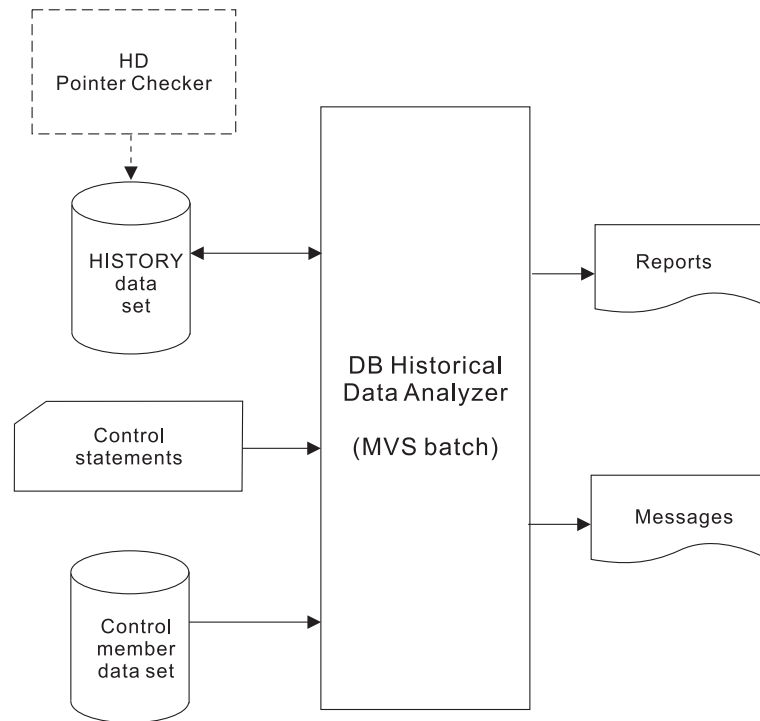 HD
Pointer Checker
HISTORY
data
set
Control
statements
Control
member
data set
DB Historical
Data Analyzer
(MVS batch)
Reports
Messages